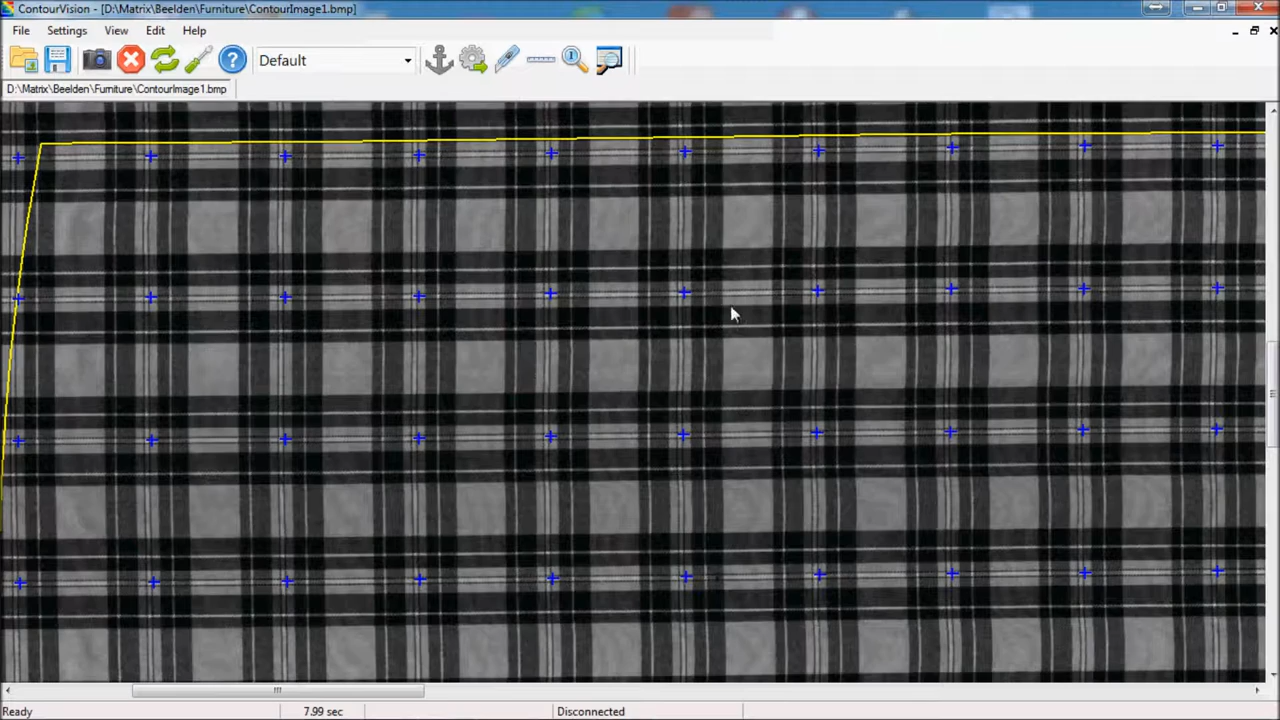 ContourVision - [D:\Matrix\Beelden\Furniture\ContourImage1.bmp]
File Settings View Edit Help
Default
D:\Matrix\Beelden\Furniture\ContourImage1.bmp
Ready 7.99 sec Disconnected